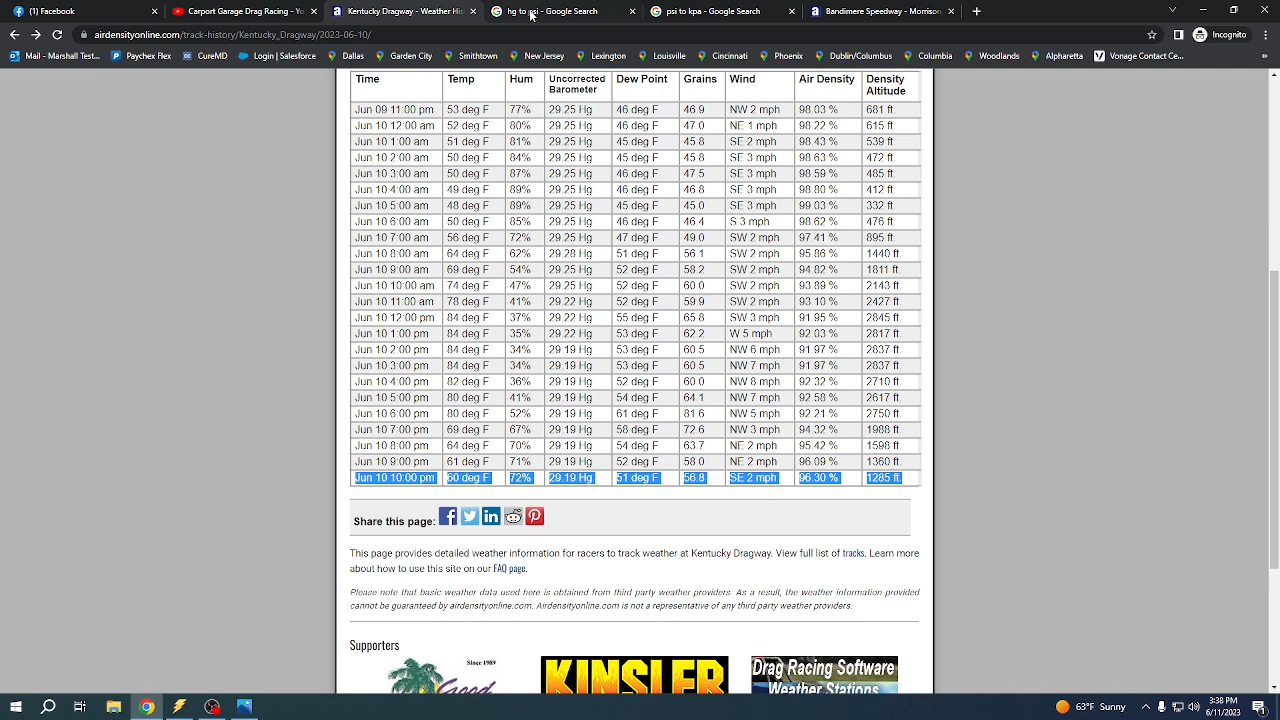 (1) Facebook
Carport Garage Drag Racing - Yo
Kentucky Dragway - Weather His
hg to psi - Google Search
psi to kpa - Google Search
Bandimere Speedway - Morrison,
airdensityonline.com/track-history/Kentucky_Dragway/2023-06-10/
Incognito
Mail - Marshall Test...
Paychex Flex
CureMD
Login | Salesforce
Dallas
Garden City
Smithtown
New Jersey
Lexington
Louisville
Cincinnati
Phoenix
Dublin/Columbus
Columbia
Woodlands
Alpharetta
Vonage Contact Ce...
Time Temp Hum Uncorrected Barometer Dew Point Grains Wind Air Density Density Altitude
Jun 09 11:00 pm 53 deg F 77% 29.25 Hg 46 deg F 46.9 NW 2 mph 98.03 % 681 ft.
Jun 10 12:00 am 52 deg F 80% 29.25 Hg 46 deg F 47.0 NE 1 mph 98.22 % 615 ft.
Jun 10 1:00 am 51 deg F 81% 29.25 Hg 45 deg F 45.8 SE 2 mph 98.43 % 539 ft.
Jun 10 2:00 am 50 deg F 84% 29.25 Hg 45 deg F 45.8 SE 3 mph 98.63 % 472 ft.
Jun 10 3:00 am 50 deg F 87% 29.25 Hg 46 deg F 47.5 SE 3 mph 98.59 % 485 ft.
Jun 10 4:00 am 49 deg F 89% 29.25 Hg 46 deg F 46.8 SE 3 mph 98.80 % 412 ft.
Jun 10 5:00 am 48 deg F 89% 29.25 Hg 45 deg F 45.0 SE 3 mph 99.03 % 332 ft.
Jun 10 6:00 am 50 deg F 85% 29.25 Hg 46 deg F 46.4 S 3 mph 98.62 % 476 ft.
Jun 10 7:00 am 56 deg F 72% 29.25 Hg 47 deg F 49.0 SW 2 mph 97.41 % 895 ft.
Jun 10 8:00 am 64 deg F 62% 29.28 Hg 51 deg F 56.1 SW 2 mph 95.86 % 1440 ft.
Jun 10 9:00 am 69 deg F 54% 29.25 Hg 52 deg F 58.2 SW 2 mph 94.82 % 1811 ft.
Jun 10 10:00 am 74 deg F 47% 29.25 Hg 52 deg F 60.0 SW 2 mph 93.89 % 2143 ft.
Jun 10 11:00 am 78 deg F 41% 29.22 Hg 52 deg F 59.9 SW 2 mph 93.10 % 2427 ft.
Jun 10 12:00 pm 84 deg F 37% 29.22 Hg 55 deg F 65.8 SW 3 mph 91.95 % 2845 ft.
Jun 10 1:00 pm 84 deg F 35% 29.22 Hg 53 deg F 62.2 W 5 mph 92.03 % 2817 ft.
Jun 10 2:00 pm 84 deg F 34% 29.19 Hg 53 deg F 60.5 NW 6 mph 91.97 % 2837 ft.
Jun 10 3:00 pm 84 deg F 34% 29.19 Hg 53 deg F 60.5 NW 7 mph 91.97 % 2837 ft.
Jun 10 4:00 pm 82 deg F 36% 29.19 Hg 52 deg F 60.0 NW 8 mph 92.32 % 2710 ft.
Jun 10 5:00 pm 80 deg F 41% 29.19 Hg 54 deg F 64.1 NW 7 mph 92.58 % 2617 ft.
Jun 10 6:00 pm 80 deg F 52% 29.19 Hg 61 deg F 81.6 NW 5 mph 92.21 % 2750 ft.
Jun 10 7:00 pm 69 deg F 67% 29.19 Hg 58 deg F 72.6 NW 3 mph 94.32 % 1988 ft.
Jun 10 8:00 pm 64 deg F 70% 29.19 Hg 54 deg F 63.7 NE 2 mph 95.42 % 1598 ft.
Jun 10 9:00 pm 61 deg F 71% 29.19 Hg 52 deg F 58.0 NE 2 mph 96.09 % 1360 ft.
Jun 10 10:00 pm 60 deg F 72% 29.19 Hg 51 deg F 56.8 SE 2 mph 96.30 % 1285 ft.
Share this page:
This page provides detailed weather information for racers to track weather at Kentucky Dragway. View full list of tracks. Learn more
about how to use this site on our FAQ page.
Please note that basic weather data used here is obtained from third party weather providers. As a result, the weather information provided
cannot be guaranteed by airdensityonline.com. Airdensityonline.com is not a representative of any third party weather providers.
Supporters
Since 1989
Good
KINSLER
Drag Racing Software
Weather Stations
63°F Sunny
3:38 PM
6/11/2023